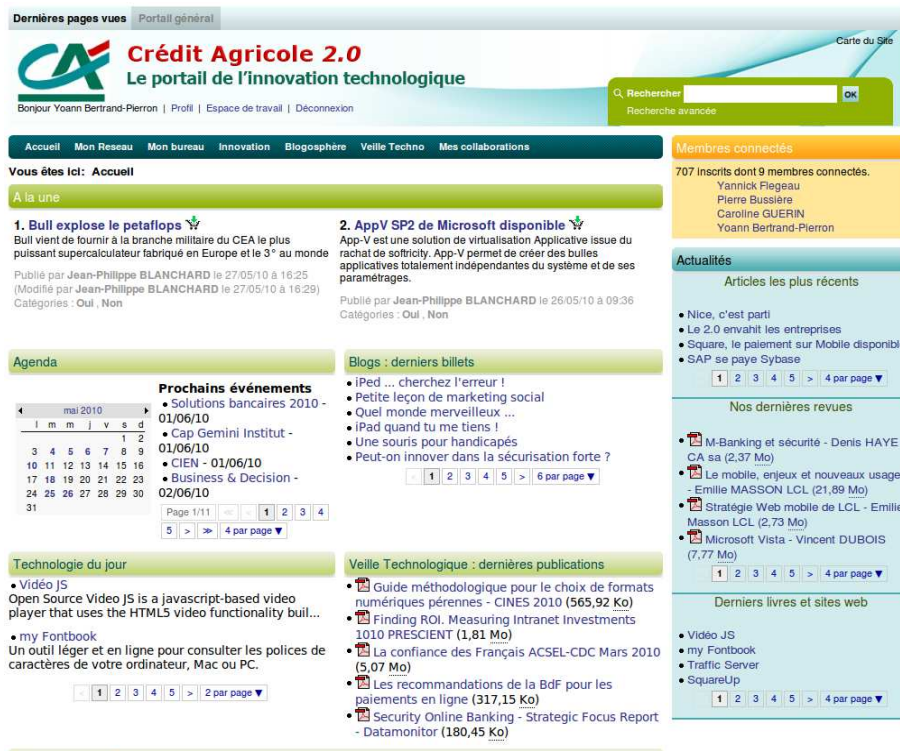 Dernières pages vues Portail général
Crédit Agricole 2.0
Le portail de l'innovation technologique
Carte du Site
Bonjour Yoann Bertrand-Pierron | Profil | Espace de travail | Déconnexion
Rechercher OK
Recherche avancée
Accueil Mon Reseau Mon bureau Innovation Blogosphère Veille Techno Mes collaborations
Vous êtes ici: Accueil
A la une
1. Bull explose le petaflops
Bull vient de fournir à la branche militaire du CEA le plus
puissant supercalculateur fabriqué en Europe et le 3° au monde
Publié par Jean-Philippe BLANCHARD le 27/05/10 à 16:25
(Modifié par Jean-Philippe BLANCHARD le 27/05/10 à 16:29)
Catégories : Oui , Non
2. AppV SP2 de Microsoft disponible
App-V est une solution de virtualisation Applicative issue du
rachat de softricity. App-V permet de créer des bulles
applicatives totalement indépendantes du système et de ses
paramétrages.
Publié par Jean-Philippe BLANCHARD le 26/05/10 à 09:36
Catégories : Oui , Non
Agenda
mai 2010
l m m j v s d
1 2
3 4 5 6 7 8 9
10 11 12 13 14 15 16
17 18 19 20 21 22 23
24 25 26 27 28 29 30
31
Prochains événements
Solutions bancaires 2010 -
01/06/10
Cap Gemini Institut -
01/06/10
CIEN - 01/06/10
Business & Decision -
02/06/10
Page 1/11 << < 1 2 3 4
5 > >> 4 par page ▼
Blogs : derniers billets
iPed ... cherchez l'erreur !
Petite leçon de marketing social
Quel monde merveilleux ...
iPad quand tu me tiens !
Une souris pour handicapés
Peut-on innover dans la sécurisation forte ?
< 1 2 3 4 5 > 6 par page ▼
Technologie du jour
Vidéo JS
Open Source Video JS is a javascript-based video
player that uses the HTML5 video functionality buil...
my Fontbook
Un outil léger et en ligne pour consulter les polices de
caractères de votre ordinateur, Mac ou PC.
< 1 2 3 4 5 > 2 par page ▼
Veille Technologique : dernières publications
Guide méthodologique pour le choix de formats
numériques pérennes - CINES 2010 (565,92 Ko)
Finding ROI. Measuring Intranet Investments
1010 PRESCIENT (1,81 Mo)
La confiance des Français ACSEL-CDC Mars 2010
(5,07 Mo)
Les recommandations de la BdF pour les
paiements en ligne (317,15 Ko)
Security Online Banking - Strategic Focus Report
- Datamonitor (180,45 Ko)
Membres connectés
707 inscrits dont 9 membres connectés.
Yannick Flegeau
Pierre Bussière
Caroline GUERIN
Yoann Bertrand-Pierron
Actualités
Articles les plus récents
Nice, c'est parti
Le 2.0 envahit les entreprises
Square, le paiement sur Mobile disponibl
SAP se paye Sybase
1 2 3 4 5 > 4 par page ▼
Nos dernières revues
M-Banking et sécurité - Denis HAYE
CA sa (2,37 Mo)
Le mobile, enjeux et nouveaux usage
- Emilie MASSON LCL (21,89 Mo)
Stratégie Web mobile de LCL - Emilie
Masson LCL (2,73 Mo)
Microsoft Vista - Vincent DUBOIS
(7,77 Mo)
1 2 3 4 5 > 4 par page ▼
Derniers livres et sites web
Vidéo JS
my Fontbook
Traffic Server
SquareUp
1 2 3 4 5 > 4 par page ▼